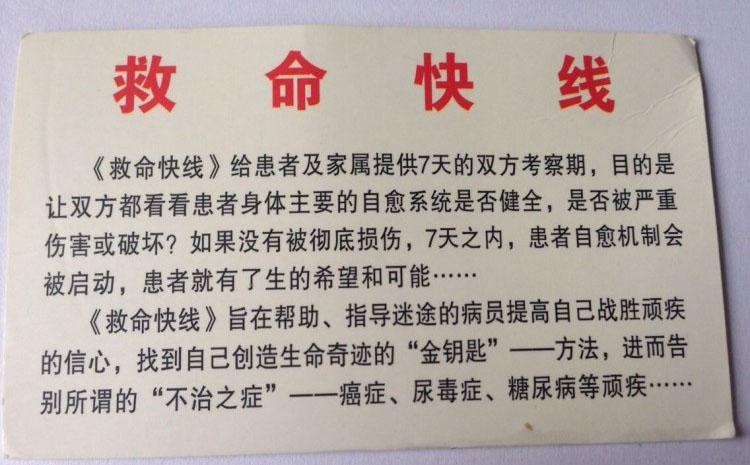 救命快线
《救命快线》给患者及家属提供7天的双方考察期，目的是
让双方都看看患者身体主要的自愈系统是否健全，是否被严重
伤害或破坏？如果没有被彻底损伤，7天之内，患者自愈机制会
被启动，患者就有了生的希望和可能……
《救命快线》旨在帮助、指导迷途的病员提高自己战胜顽疾
的信心，找到自己创造生命奇迹的“金钥匙”——方法，进而告
别所谓的“不治之症”——癌症、尿毒症、糖尿病等顽疾……